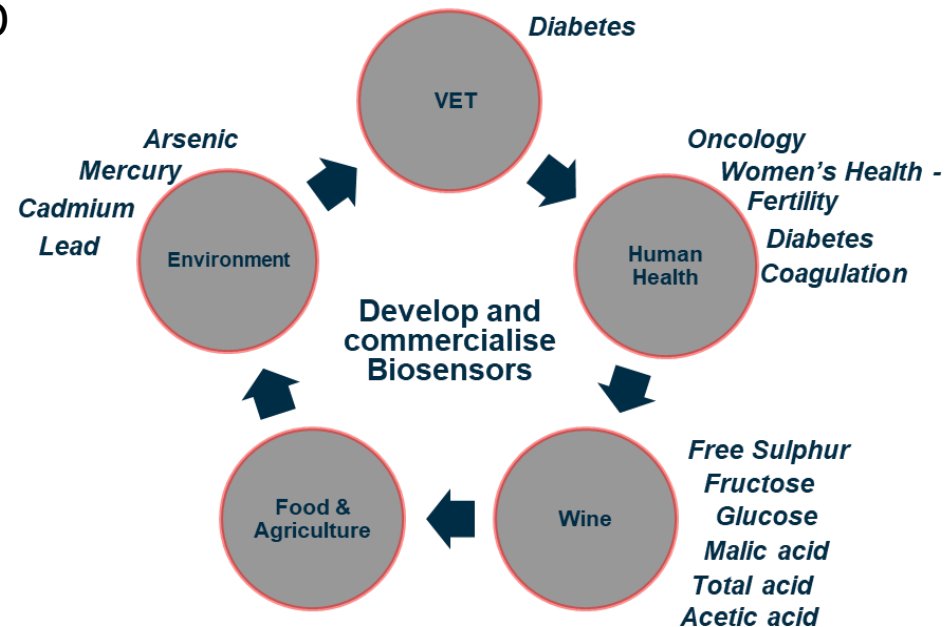 Diabetes
VET
Arsenic
Mercury
Cadmium
Lead
Environment
Oncology
Women's Health -
Fertility
Diabetes
Coagulation
Human
Health
Develop and
commercialise
Biosensors
Free Sulphur
Fructose
Glucose
Malic acid
Total acid
Acetic acid
Wine
Food &
Agriculture